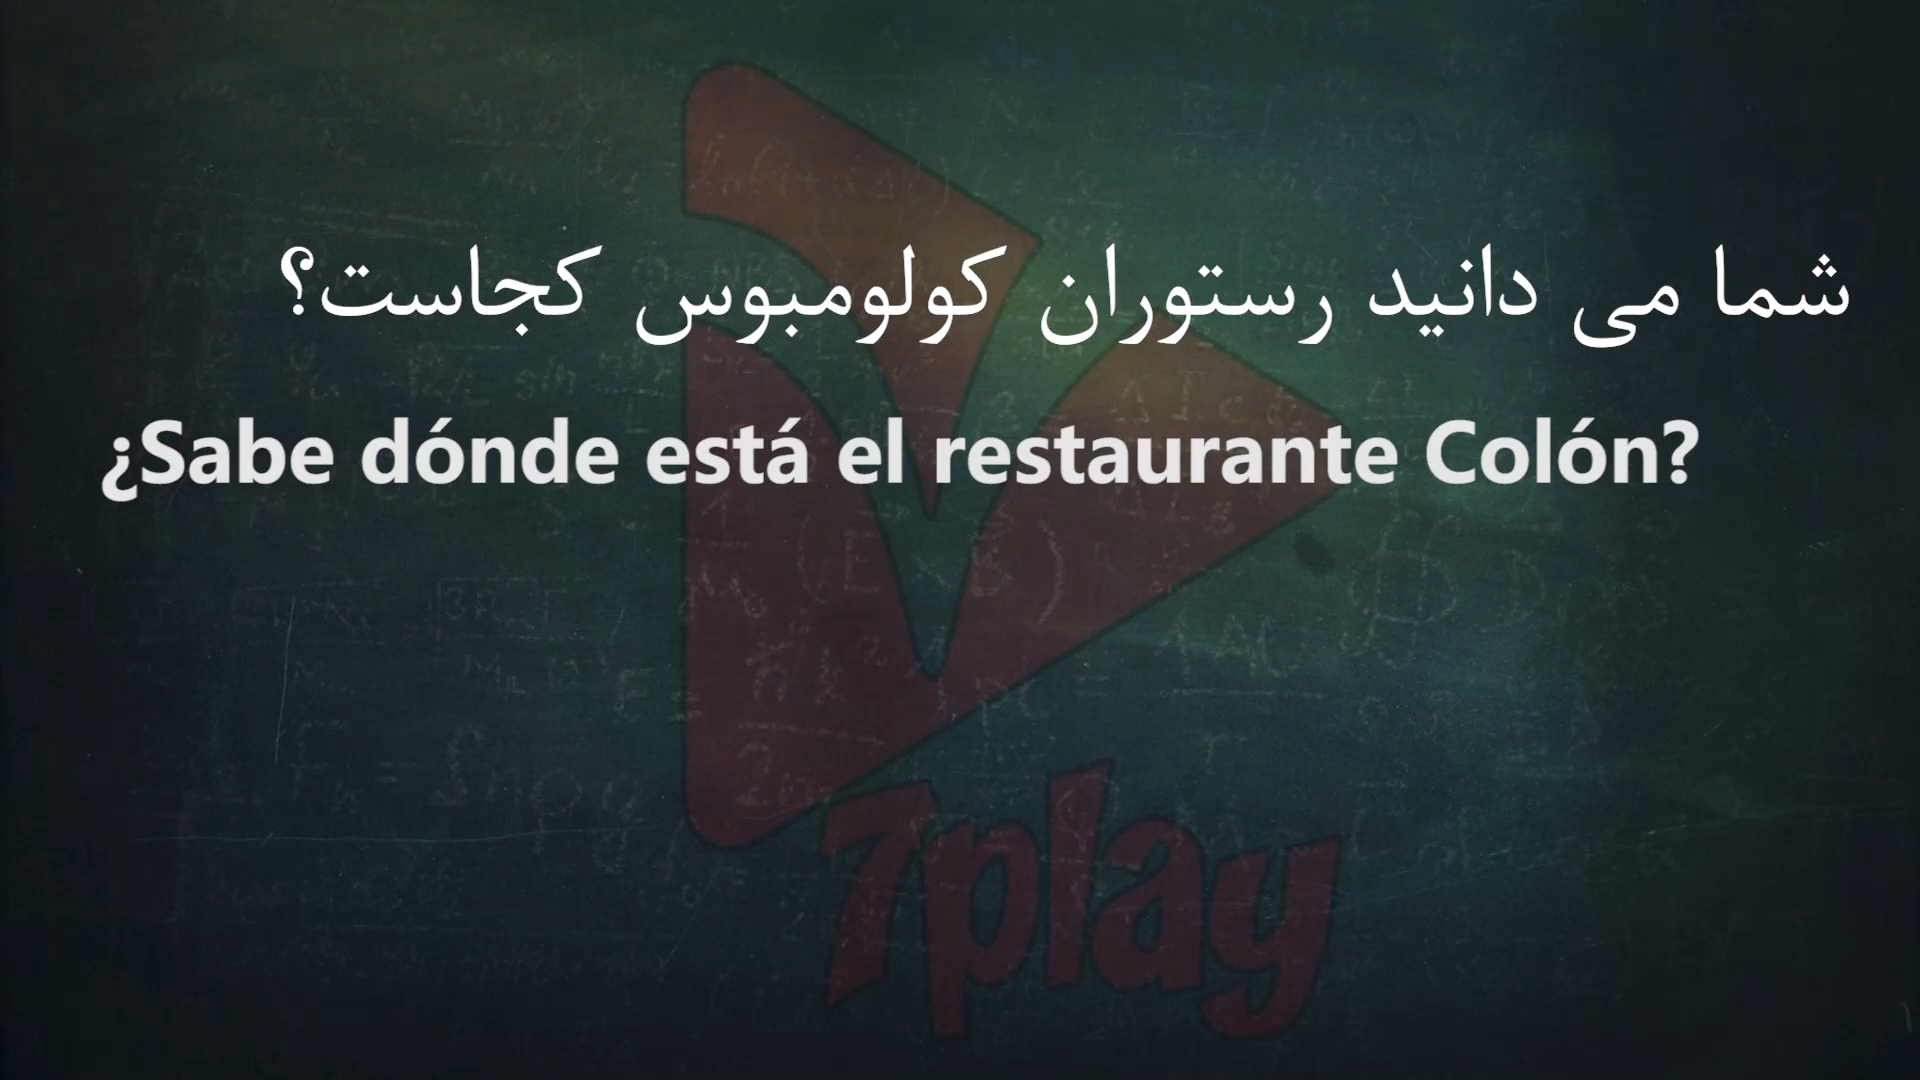 شما می دانید رستوران کولومبوس کجاست؟
¿Sabe dónde está el restaurante Colón?
7play